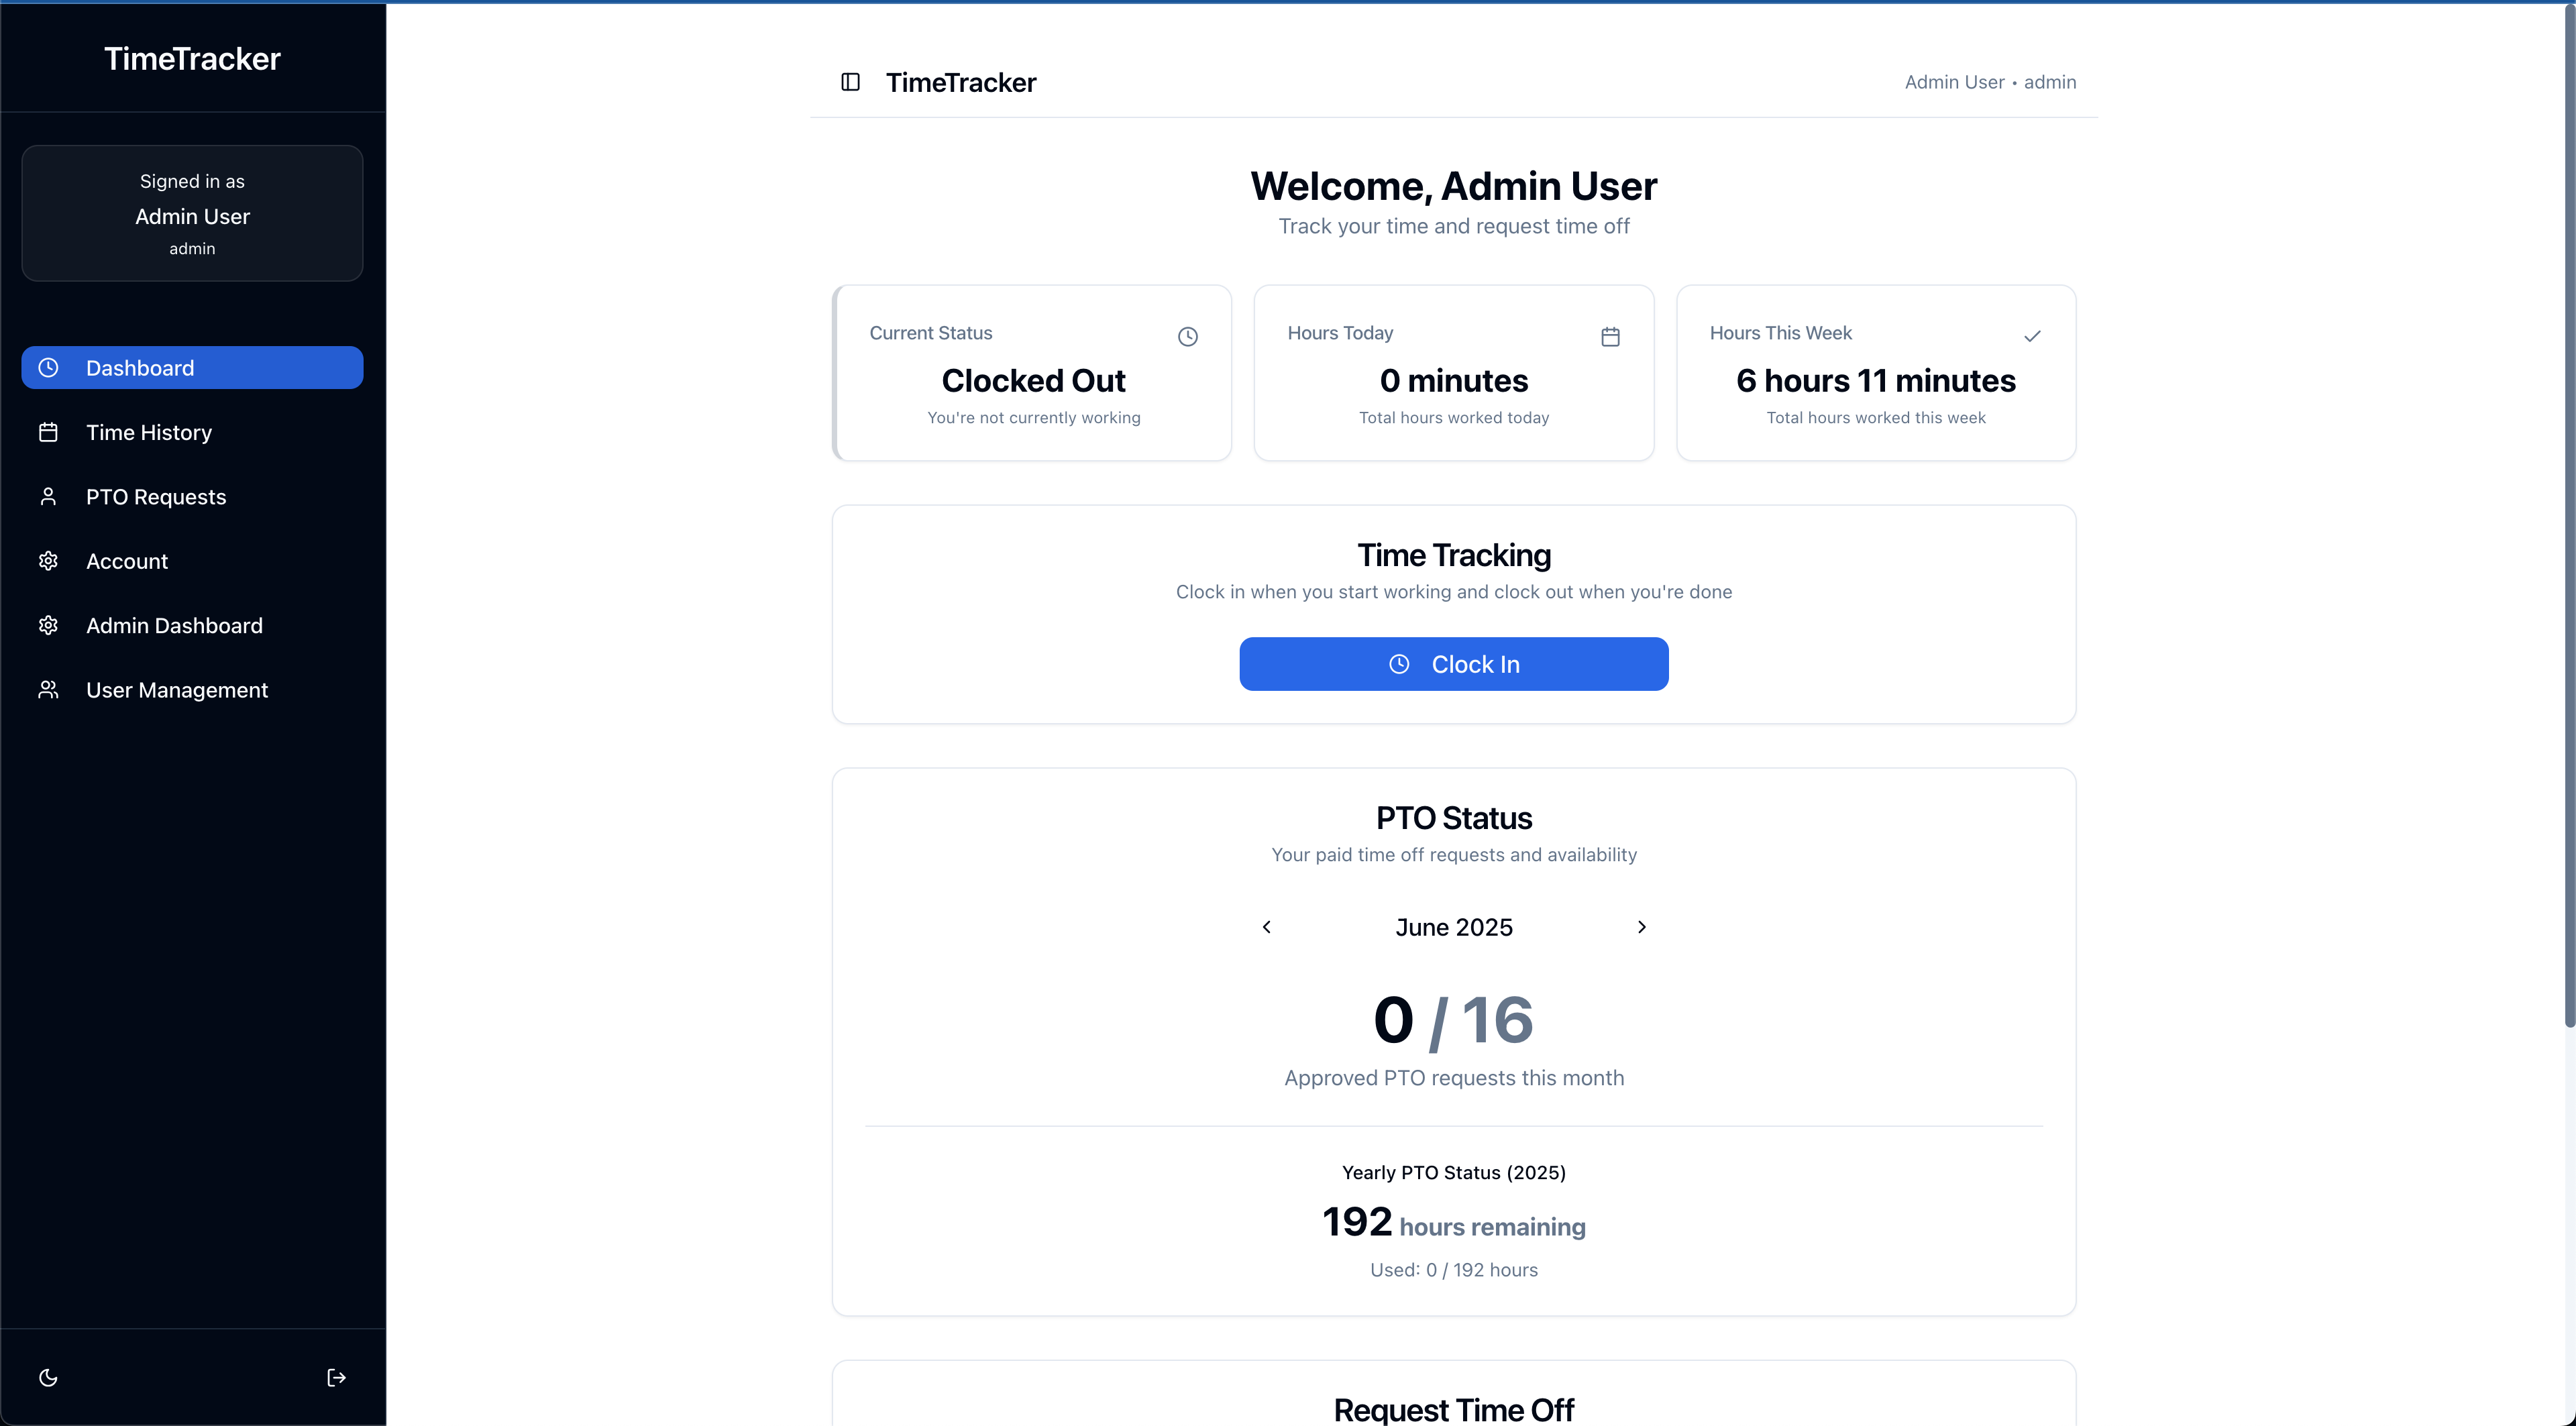 TimeTracker
Signed in as
Admin User
admin
Dashboard
Time History
PTO Requests
Account
Admin Dashboard
User Management
TimeTracker
Admin User • admin
Welcome, Admin User
Track your time and request time off
Current Status
Clocked Out
You're not currently working
Hours Today
0 minutes
Total hours worked today
Hours This Week
6 hours 11 minutes
Total hours worked this week
Time Tracking
Clock in when you start working and clock out when you're done
Clock In
PTO Status
Your paid time off requests and availability
June 2025
0 / 16
Approved PTO requests this month
Yearly PTO Status (2025)
192 hours remaining
Used: 0 / 192 hours
Request Time Off